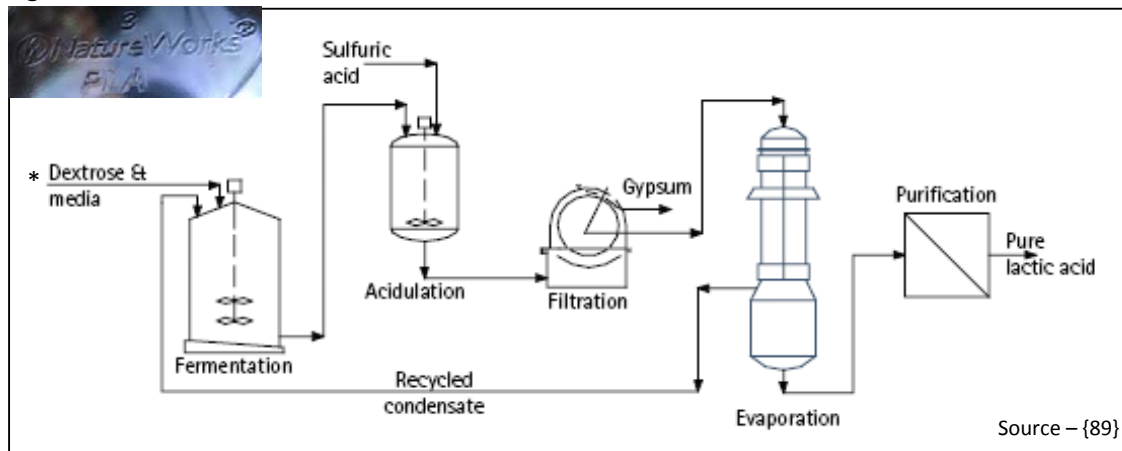 3
NatureWorks®
PLA
Sulfuric
acid
* Dextrose &
media
Gypsum
Purification
Pure
lactic acid
Acidulation
Filtration
Fermentation
Recycled
condensate
Evaporation
Source – {89}